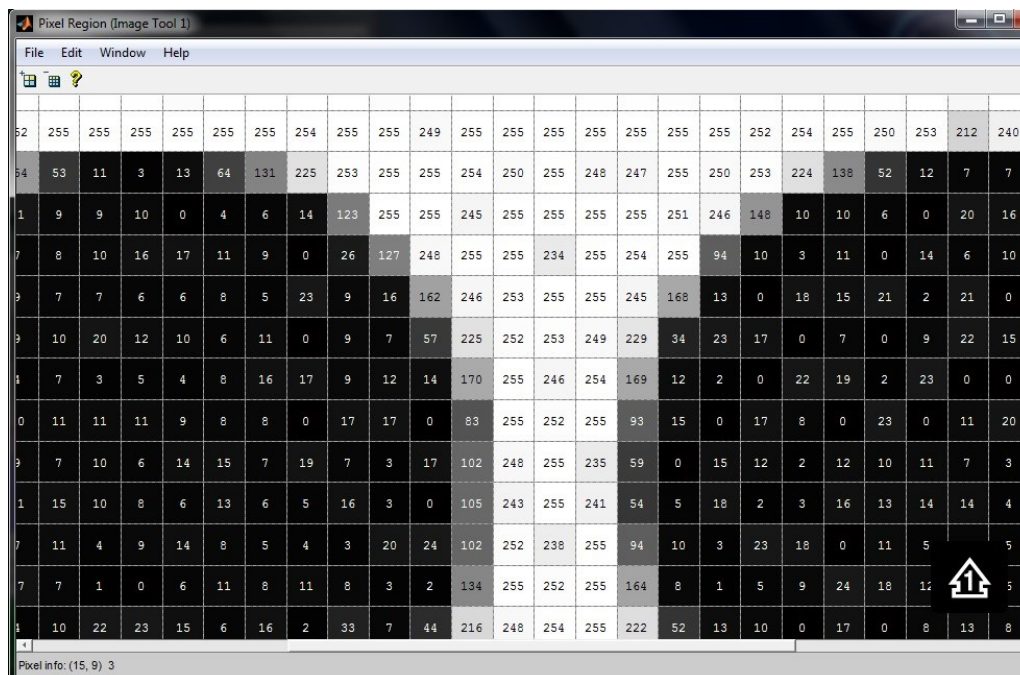 Pixel Region (Image Tool 1)
File Edit Window Help
52 255 255 255 255 255 255 254 255 255 249 255 255 255 255 255 255 255 252 254 255 250 253 212 240
54 53 11 3 13 64 131 225 253 255 255 254 250 255 248 247 255 250 253 224 138 52 12 7 7
1 9 9 10 0 4 6 14 123 255 255 245 255 255 255 255 251 246 148 10 10 6 0 20 16
7 8 10 16 17 11 9 0 26 127 248 255 255 234 255 254 255 94 10 3 11 0 14 6 10
9 7 7 6 6 8 5 23 9 16 162 246 253 255 255 245 168 13 0 18 15 21 2 21 0
9 10 20 12 10 6 11 0 9 7 57 225 252 253 249 229 34 23 17 0 7 0 9 22 15
4 7 3 5 4 8 16 17 9 12 14 170 255 246 254 169 12 2 0 22 19 2 23 0 0
0 11 11 11 9 8 8 0 17 17 0 83 255 252 255 93 15 0 17 8 0 23 0 11 20
9 7 10 6 14 15 7 19 7 3 17 102 248 255 235 59 0 15 12 2 12 10 11 7 3
1 15 10 8 6 13 6 5 16 3 0 105 243 255 241 54 5 18 2 3 16 13 14 14 4
7 11 4 9 14 8 5 4 3 20 24 102 252 238 255 94 10 3 23 18 0 11 5 5
7 7 1 0 6 11 8 11 8 3 2 134 255 252 255 164 8 1 5 9 24 18 12 5
4 10 22 23 15 6 16 2 33 7 44 216 248 254 255 222 52 13 10 0 17 0 8 13 8
Pixel info: (15, 9) 3